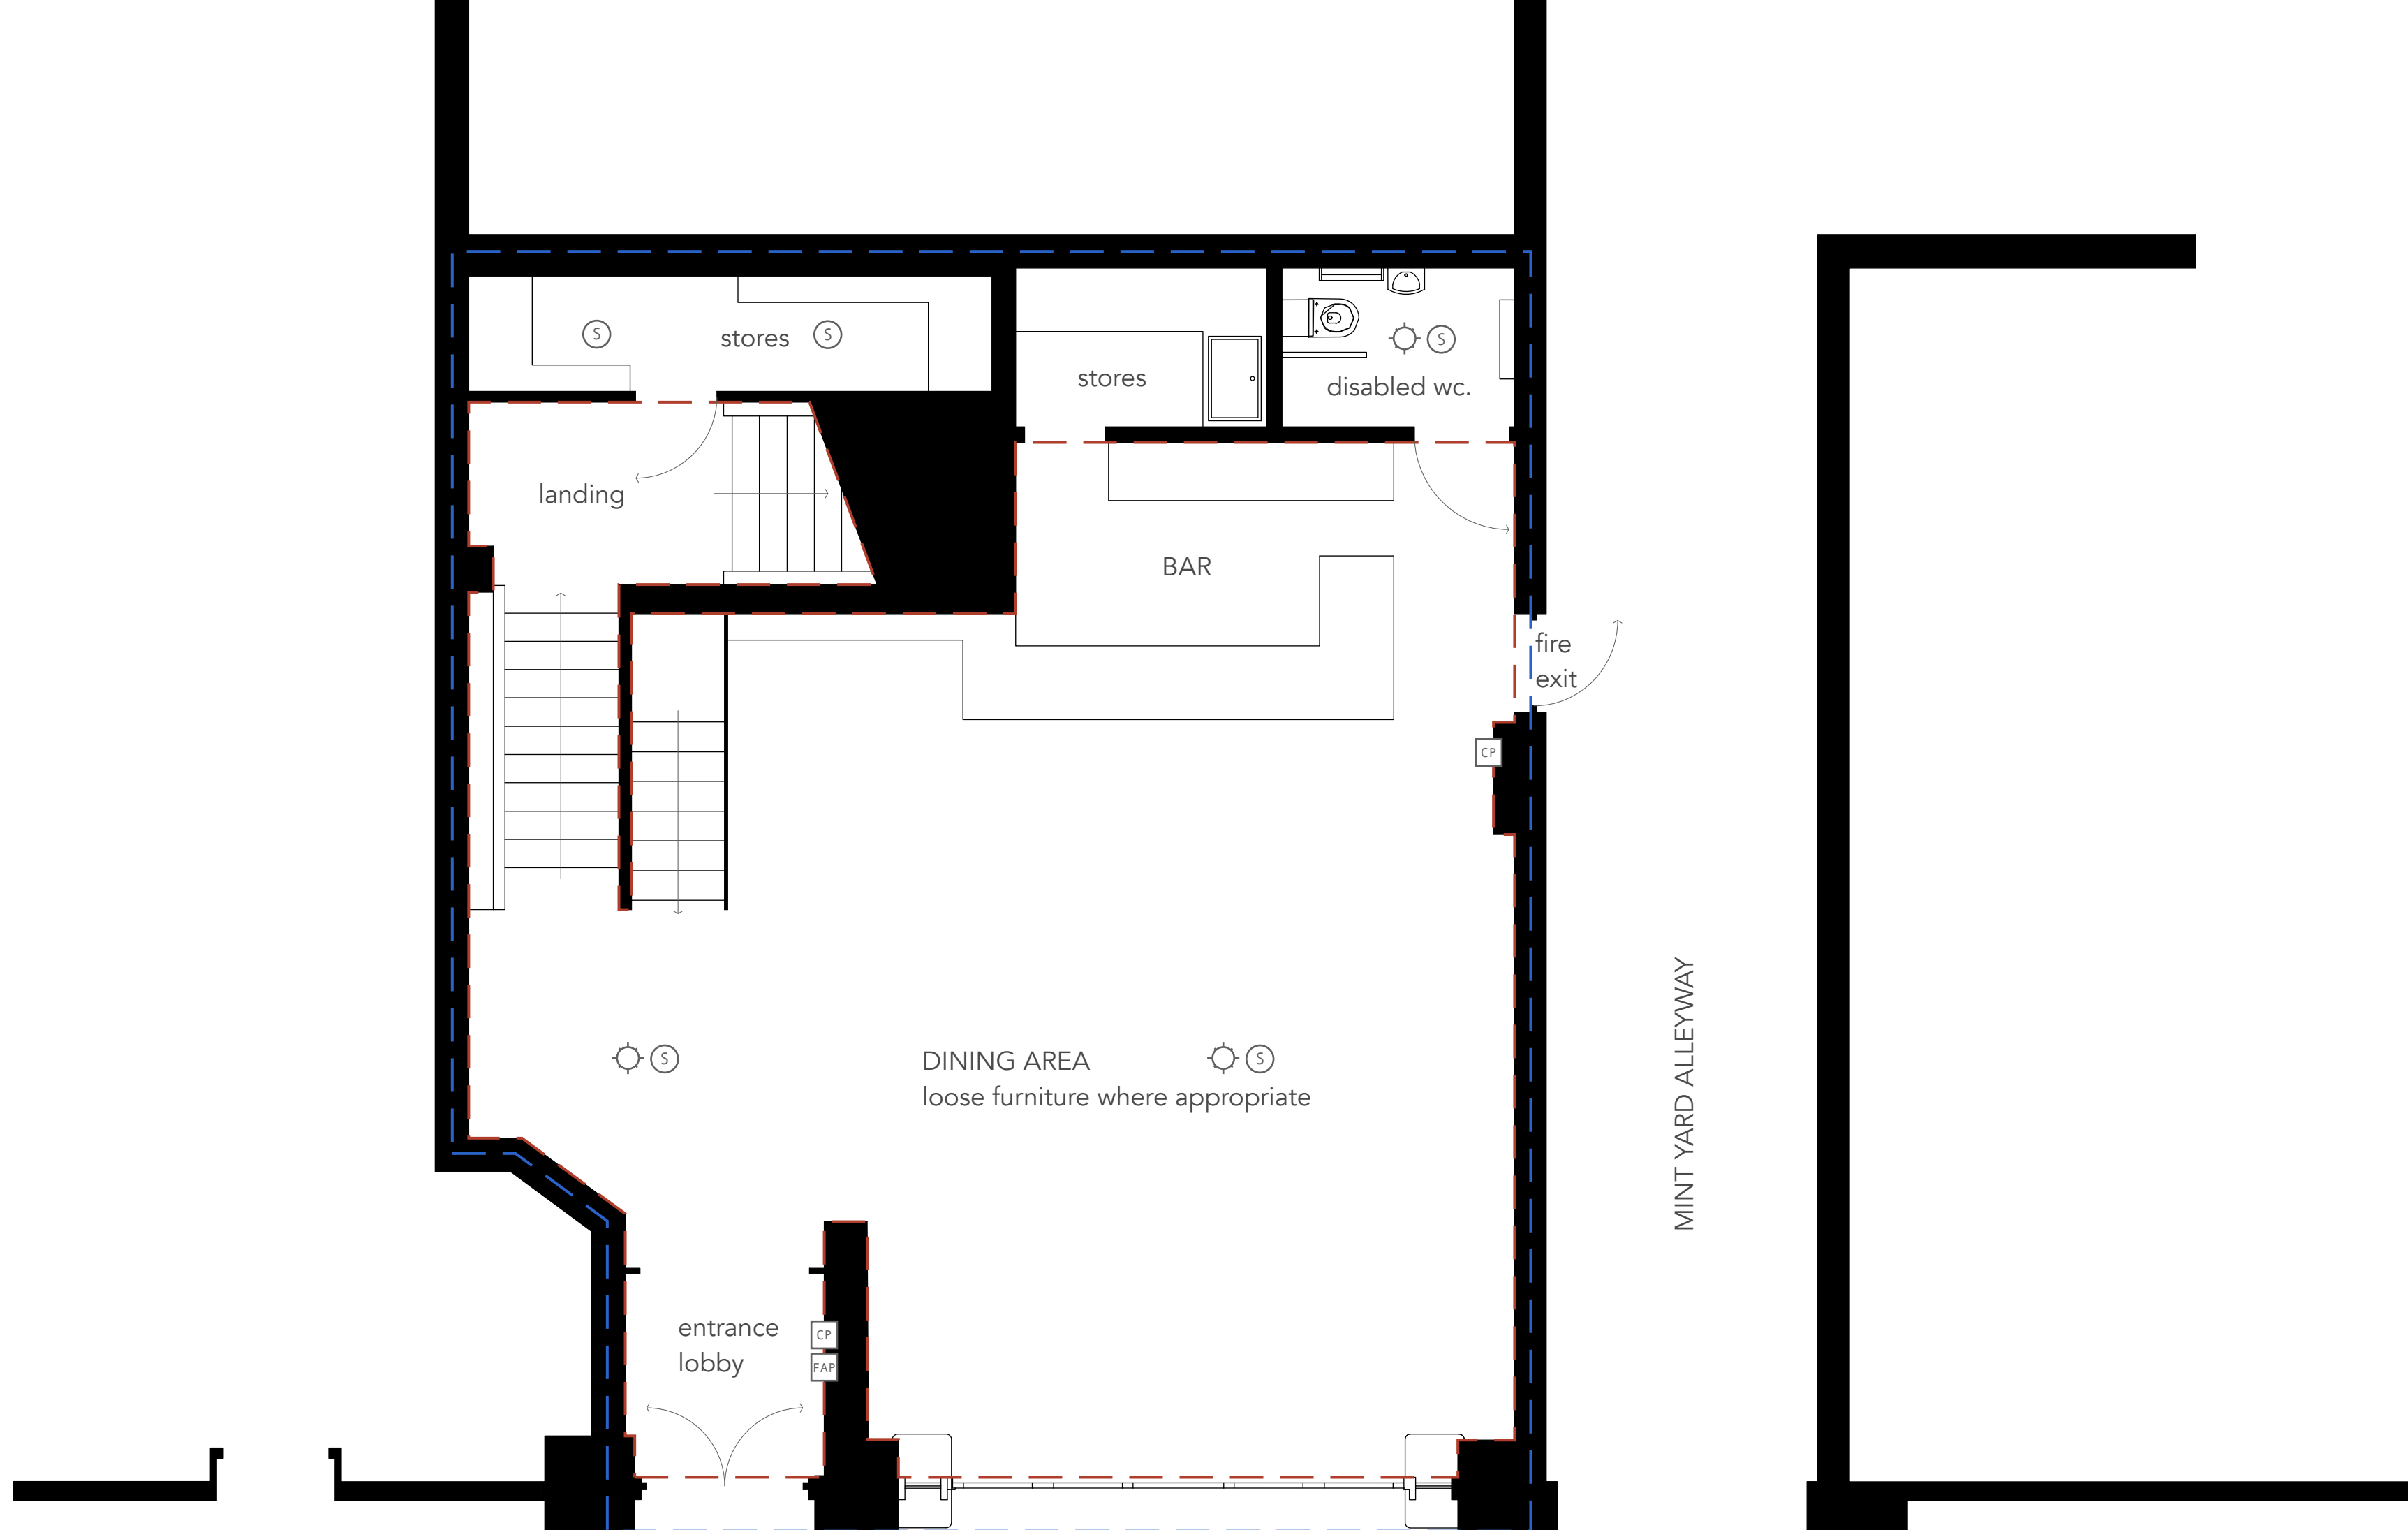 S
stores
S
S
stores
disabled wc.
landing
BAR
fire
exit
CP
S
DINING AREA
S
loose furniture where appropriate
MINT YARD ALLEYWAY
entrance
lobby
CP
FAP